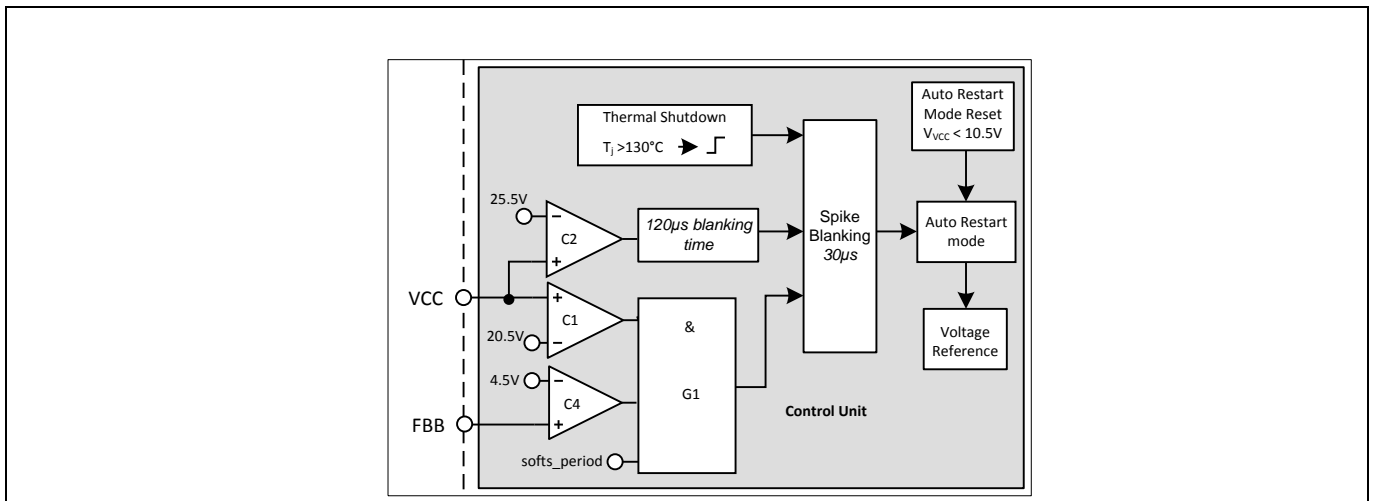 Auto Restart
Mode Reset
VVCC < 10.5V
Thermal Shutdown
Tj >130°C
25.5V
−
C2
+
120µs blanking
time
Spike
Blanking
30µs
Auto Restart
mode
VCC
+
C1
−
20.5V
&
G1
Voltage
Reference
4.5V
−
C4
+
FBB
Control Unit
softs_period